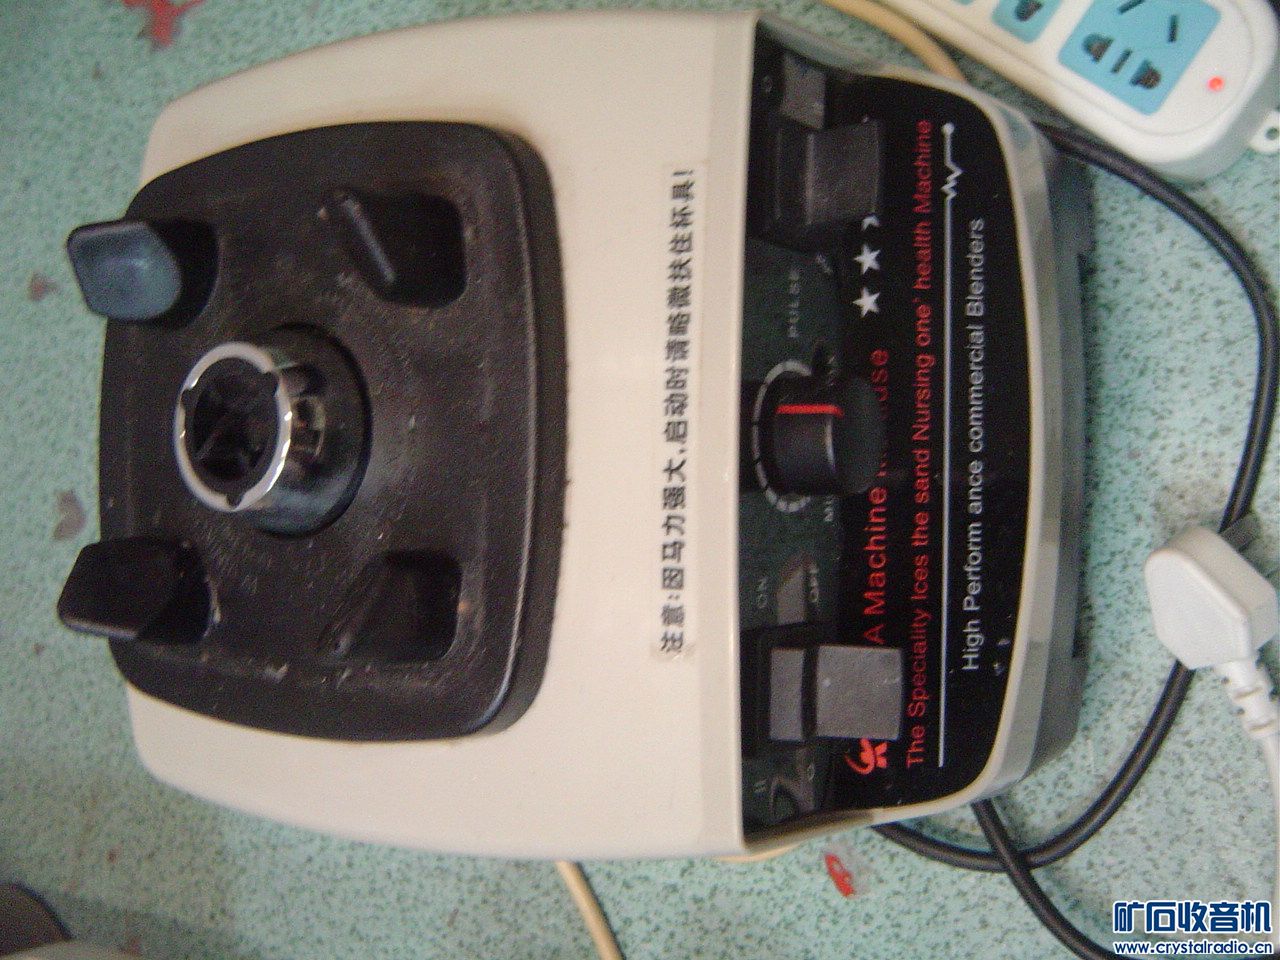 注意:因马力强大,启动时请略微扶住杯具!
PULSE
ON
OFF
A Machine
The Speciality Ices the sand Nursing one' health Machine
High Perform ance commercial Blenders
矿石收音机
www.crystalradio.cn